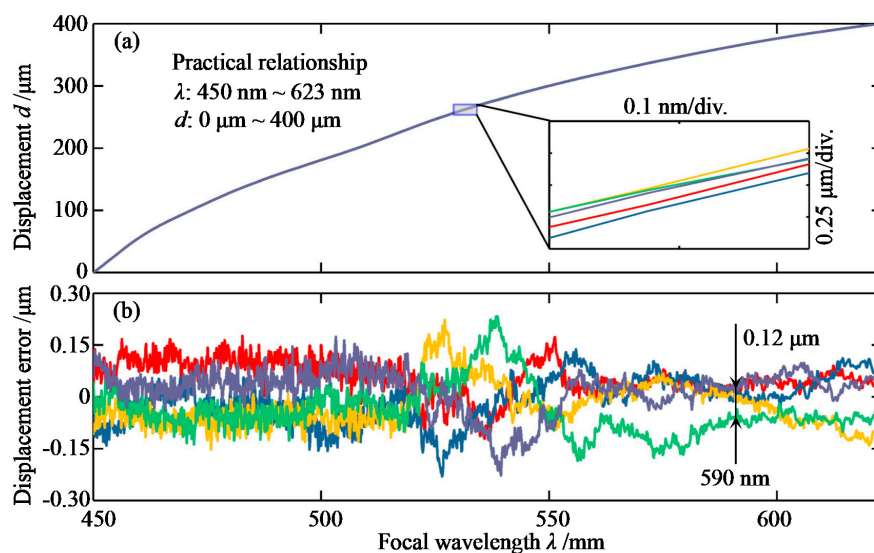 400
300
200
100
0
Displacement d /μm
(a)
Practical relationship
λ: 450 nm ~ 623 nm
d: 0 μm ~ 400 μm
0.1 nm/div.
0.25 μm/div.
0.30
0.15
0
-0.15
-0.30
Displacement error /μm
(b)
0.12 μm
590 nm
450
500
550
600
Focal wavelength λ /mm